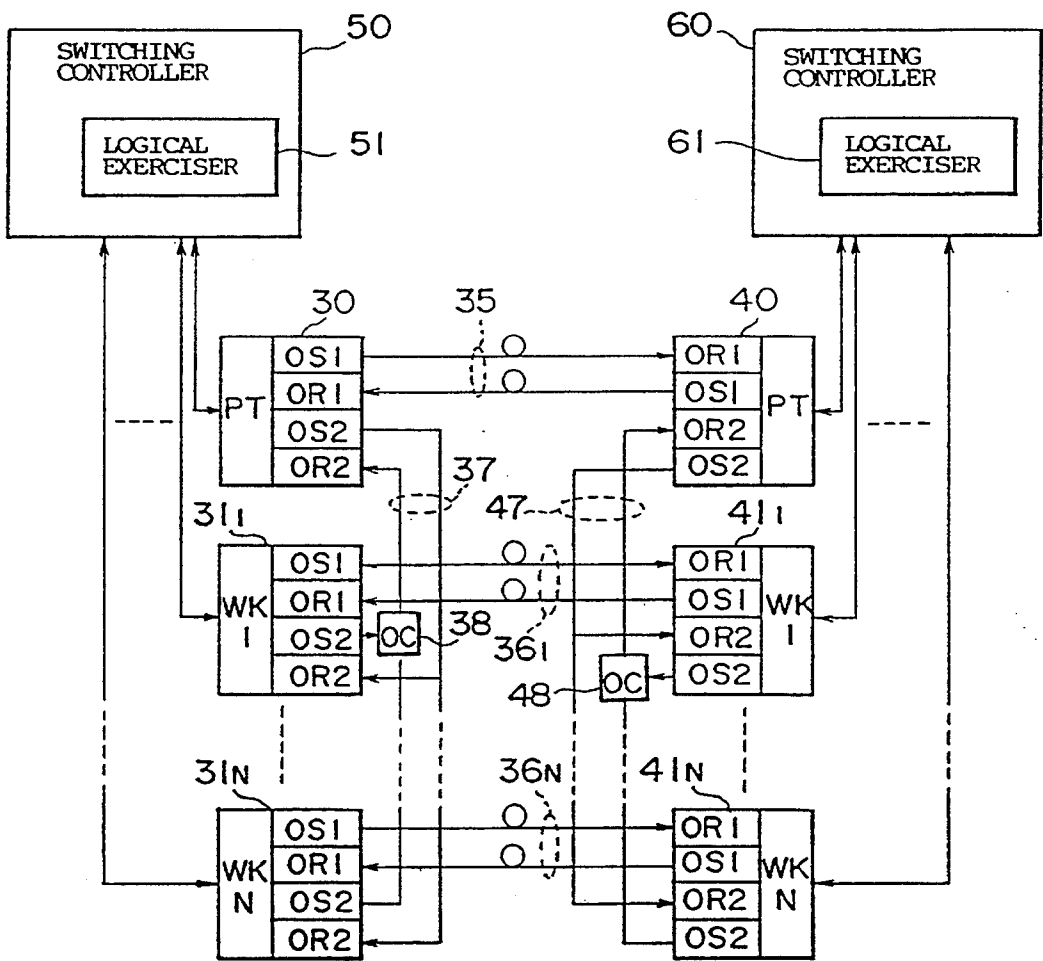 50
SWITCHING
CONTROLLER
LOGICAL
EXERCISER
51
60
SWITCHING
CONTROLLER
LOGICAL
EXERCISER
61
30
PT
OS1
OR1
OS2
OR2
35
40
OR1
OS1
OR2
OS2
PT
37
47
311
WK
1
OS1
OR1
OS2
OR2
OC
38
361
411
OR1
OS1
OR2
OS2
WK
1
OC
48
31N
WK
N
OS1
OR1
OS2
OR2
36N
41N
OR1
OS1
OR2
OS2
WK
N